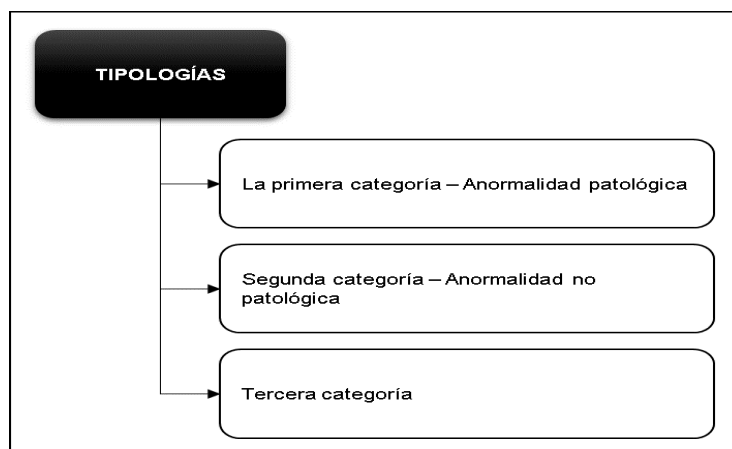 TIPOLOGÍAS
La primera categoría – Anormalidad patológica
Segunda categoría – Anormalidad no
patológica
Tercera categoría